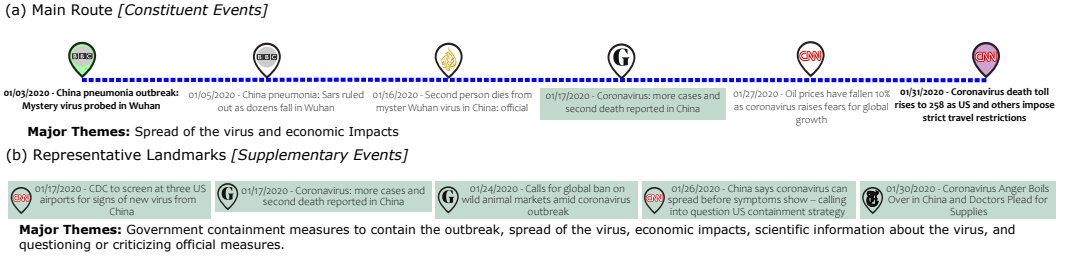 (a) Main Route [Constituent Events]
BBC
BBC
G
CNN
CNN
01/03/2020 - China pneumonia outbreak:
Mystery virus probed in Wuhan
01/05/2020 - China pneumonia: Sars ruled
out as dozens fall in Wuhan
01/16/2020 - Second person dies from
myster Wuhan virus in China: official
01/17/2020 - Coronavirus: more cases and
second death reported in China
01/27/2020 - Oil prices have fallen 10%
as coronavirus raises fears for global
growth
01/31/2020 - Coronavirus death toll
rises to 258 as US and others impose
strict travel restrictions
Major Themes: Spread of the virus and economic Impacts
(b) Representative Landmarks [Supplementary Events]
CNN
01/17/2020 - CDC to screen at three US
airports for signs of new virus from
China
G
01/17/2020 - Coronavirus: more cases and
second death reported in China
G
01/24/2020 - Calls for global ban on
wild animal markets amid coronavirus
outbreak
CNN
01/26/2020 - China says coronavirus can
spread before symptoms show – calling
into question US containment strategy
01/30/2020 - Coronavirus Anger Boils
Over in China and Doctors Plead for
Supplies
Major Themes: Government containment measures to contain the outbreak, spread of the virus, economic impacts, scientific information about the virus, and
questioning or criticizing official measures.